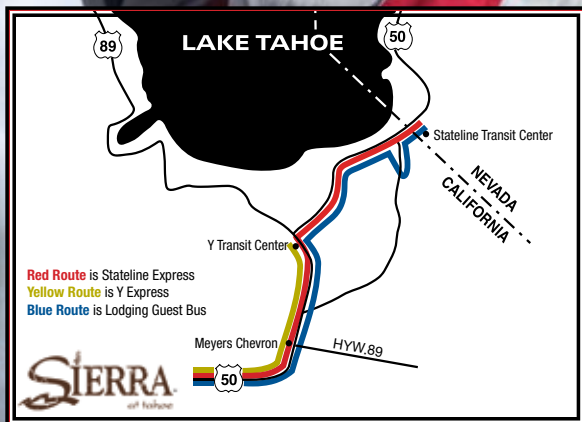 89
LAKE TAHOE
50
Stateline Transit Center
NEVADA
CALIFORNIA
Y Transit Center
Red Route is Stateline Express
Yellow Route is Y Express
Blue Route is Lodging Guest Bus
Meyers Chevron
HYW.89
50
SIERRA
at tahoe